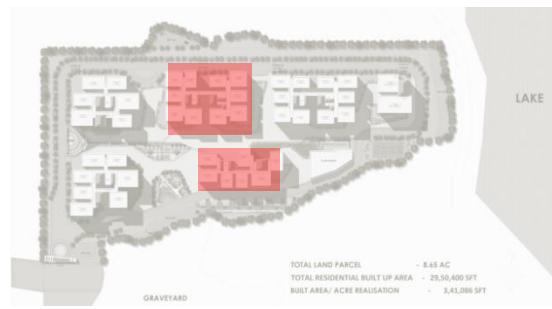 LAKE
TOTAL LAND PARCEL - 8.65 AC
TOTAL RESIDENTIAL BUILT UP AREA - 29,50,400 SFT
BUILT AREA/ ACRE REALISATION - 3,41,086 SFT
GRAVEYARD